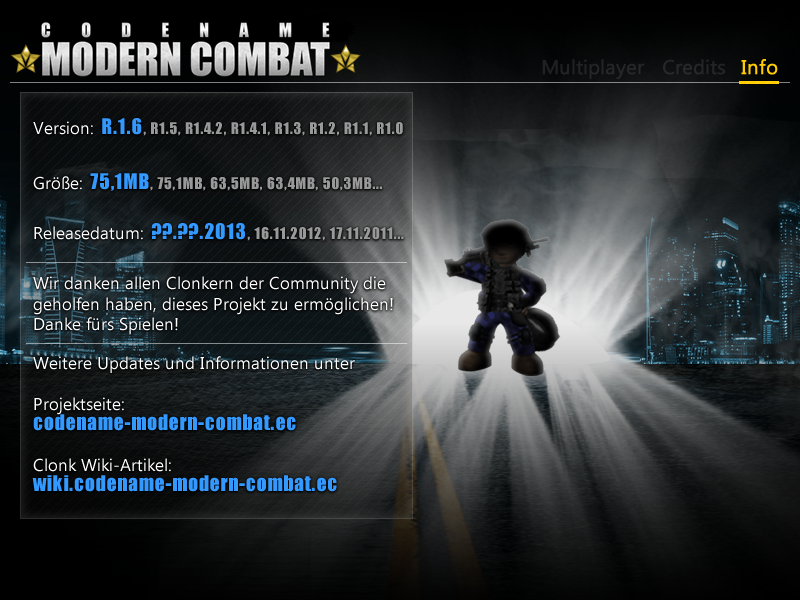 CODENAME
MODERN COMBAT
Multiplayer Credits Info
Version: R.1.6, R1.5, R1.4.2, R1.4.1, R1.3, R1.2, R1.1, R1.0
Größe: 75,1MB, 75,1MB, 63,5MB, 63,4MB, 50,3MB...
Releasedatum: ??.??.2013, 16.11.2012, 17.11.2011...
Wir danken allen Clonkern der Community die
geholfen haben, dieses Projekt zu ermöglichen!
Danke fürs Spielen!
Weitere Updates und Informationen unter
Projektseite:
codename-modern-combat.ec
Clonk Wiki-Artikel:
wiki.codename-modern-combat.ec